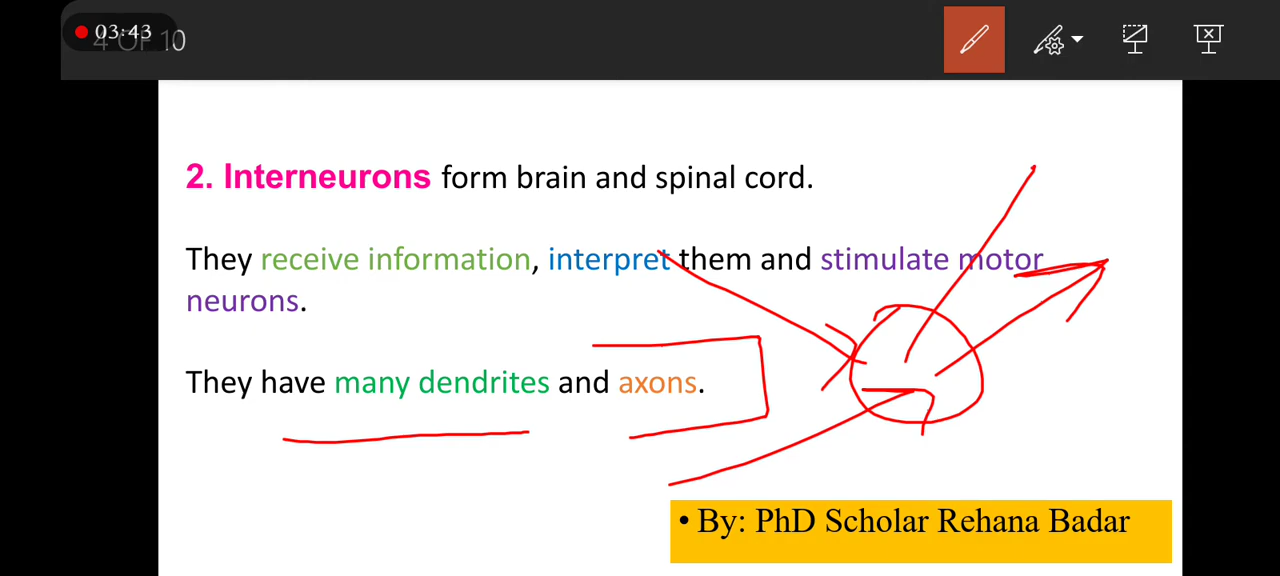 03:43
4 OF 10
2. Interneurons form brain and spinal cord.
They receive information, interpret them and stimulate motor
neurons.
They have many dendrites and axons.
• By: PhD Scholar Rehana Badar